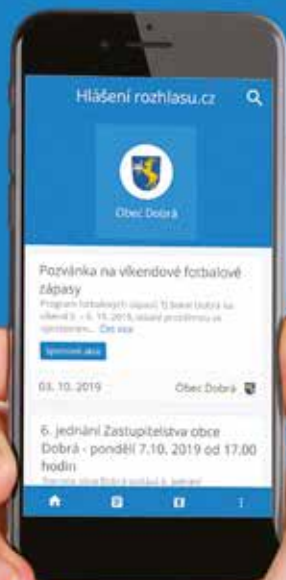 Hlášení rozhlasu.cz
Obec Dobrá
Pozvánka na víkendové fotbalové
zápasy
Program fotbalových zápasů TJ Sokol Dobrá na
víkend 5. - 6. 10. 2019,
Číst více
Sportovní akce
03. 10. 2019
Obec Dobrá
6. jednání Zastupitelstva obce
Dobrá - pondělí 7.10. 2019 od 17.00
hodin